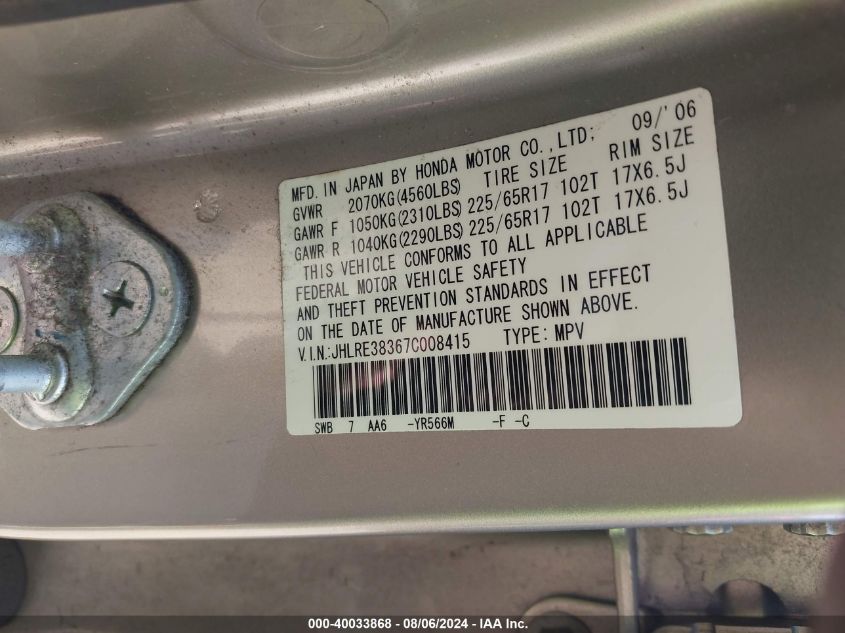 MFD. IN JAPAN BY HONDA MOTOR CO.,LTD: 09/'06
GVWR 2070KG(4560LBS) TIRE SIZE RIM SIZE
GAWR F 1050KG(2310LBS) 225/65R17 102T 17X6.5J
GAWR R 1040KG(2290LBS) 225/65R17 102T 17X6.5J
THIS VEHICLE CONFORMS TO ALL APPLICABLE
FEDERAL MOTOR VEHICLE SAFETY
AND THEFT PREVENTION STANDARDS IN EFFECT
ON THE DATE OF MANUFACTURE SHOWN ABOVE.
V.I.N.:JHLRE38367C008415 TYPE: MPV
SWB 7 AA6 -YR566M -F -C
000-40033868 - 08/06/2024 - IAA Inc.